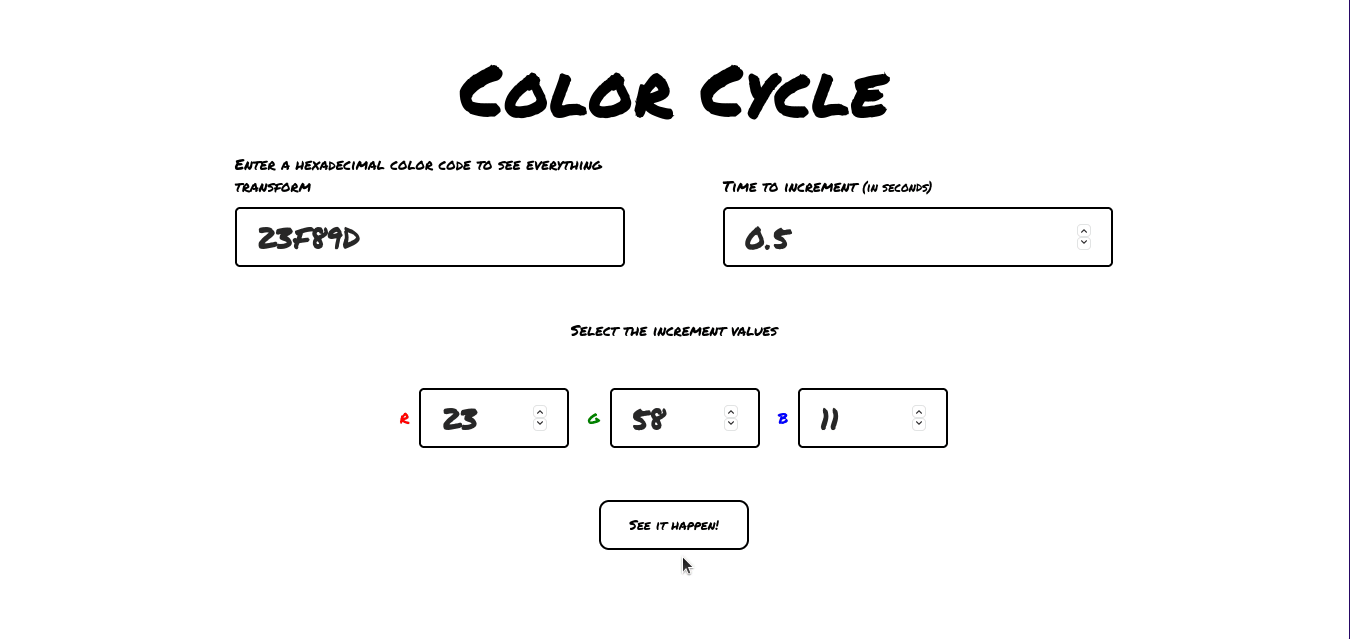 Color Cycle
Enter a hexadecimal color code to see everything
transform
23F89D
Time to increment (in seconds)
0.5
Select the increment values
R 23 G 58 B 11
See it happen!